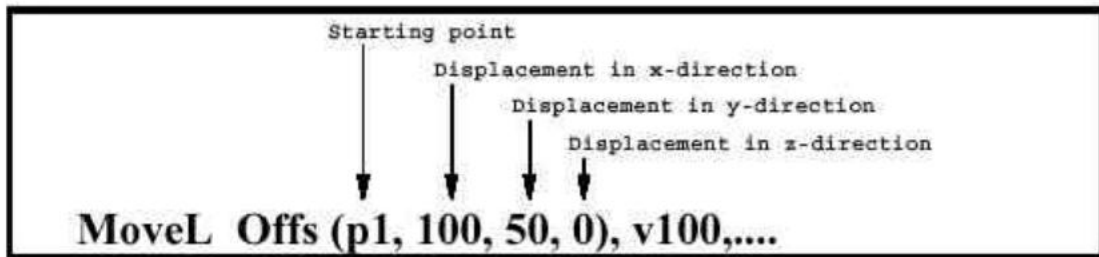 Starting point
Displacement in x-direction
Displacement in y-direction
Displacement in z-direction
MoveL Offs (p1, 100, 50, 0), v100,....